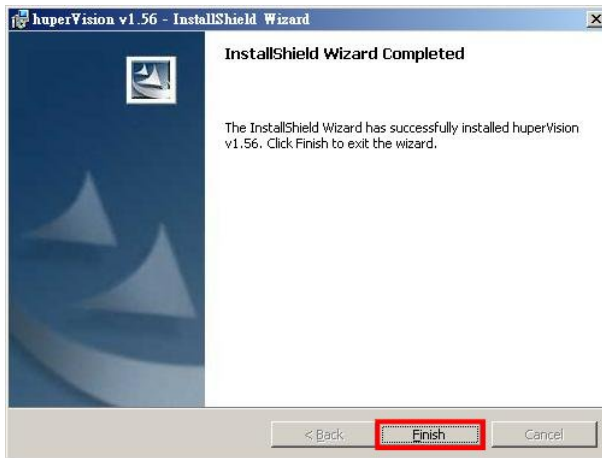 huperVision v1.56 - InstallShield Wizard
InstallShield Wizard Completed
The InstallShield Wizard has successfully installed huperVision
v1.56. Click Finish to exit the wizard.
< Back
Finish
Cancel